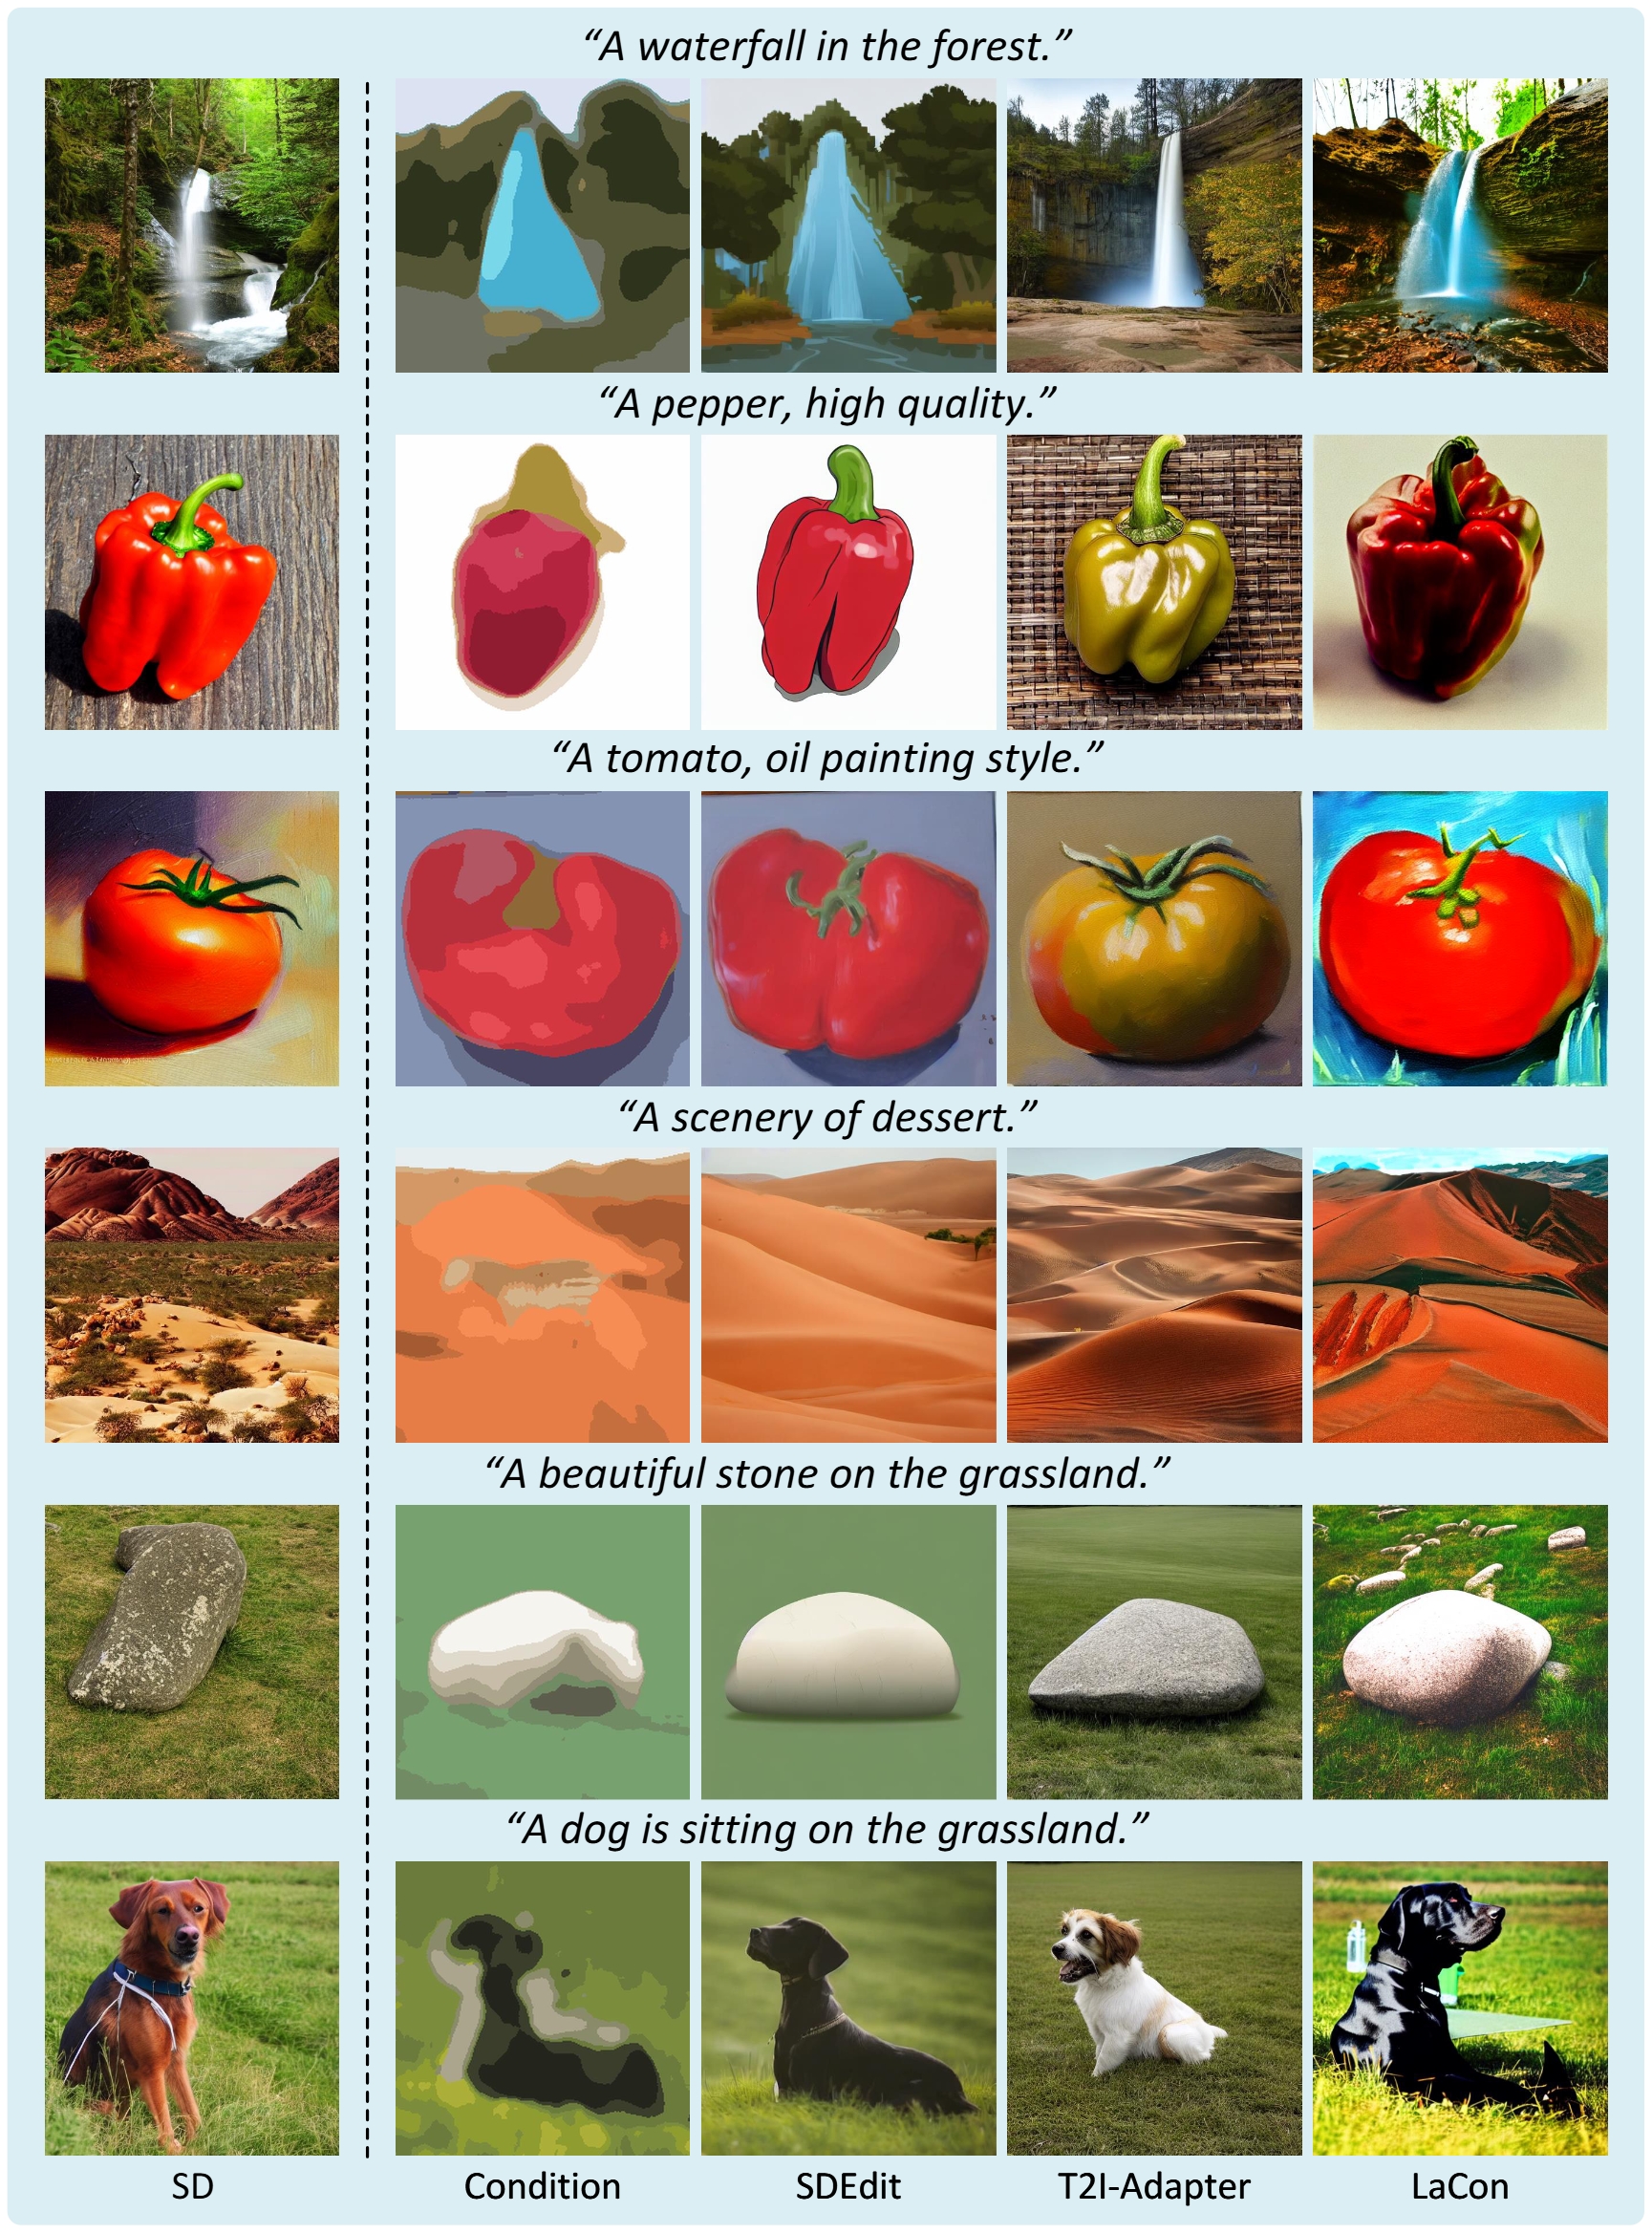 “A waterfall in the forest.”
“A pepper, high quality.”
“A tomato, oil painting style.”
“A scenery of dessert.”
“A beautiful stone on the grassland.”
“A dog is sitting on the grassland.”
SD Condition SDEdit T2I-Adapter LaCon